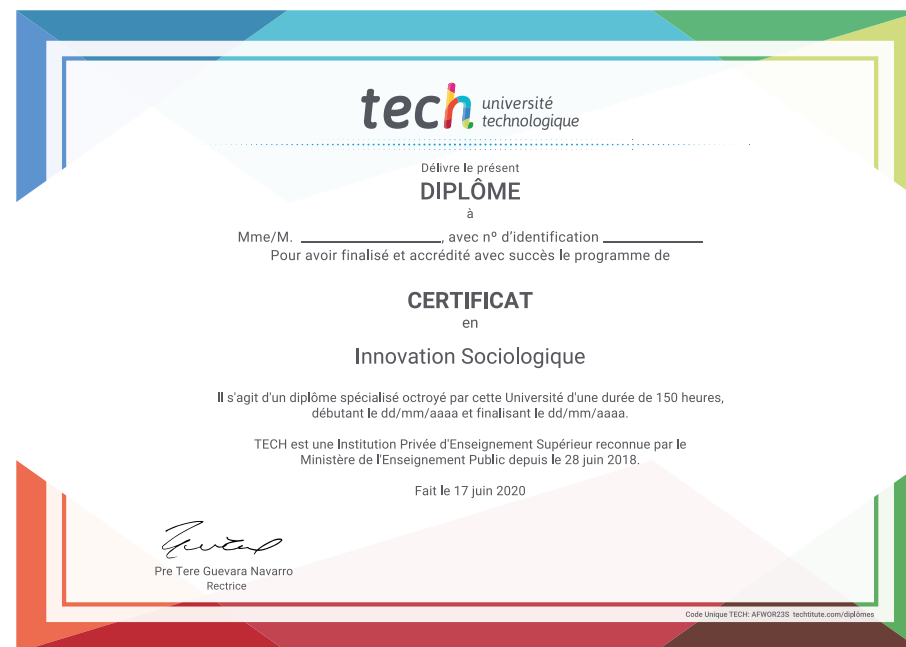 tech université
technologique
Délivre le présent
DIPLÔME
à
Mme/M. ____________________, avec nº d'identification ______________
Pour avoir finalisé et accrédité avec succès le programme de
CERTIFICAT
en
Innovation Sociologique
Il s'agit d'un diplôme spécialisé octroyé par cette Université d'une durée de 150 heures,
débutant le dd/mm/aaaa et finalisant le dd/mm/aaaa.
TECH est une Institution Privée d'Enseignement Supérieur reconnue par le
Ministère de l'Enseignement Public depuis le 28 juin 2018.
Fait le 17 juin 2020
Pre Tere Guevara Navarro
Rectrice
Code Unique TECH: AFWOR23S techtitute.com/diplômes